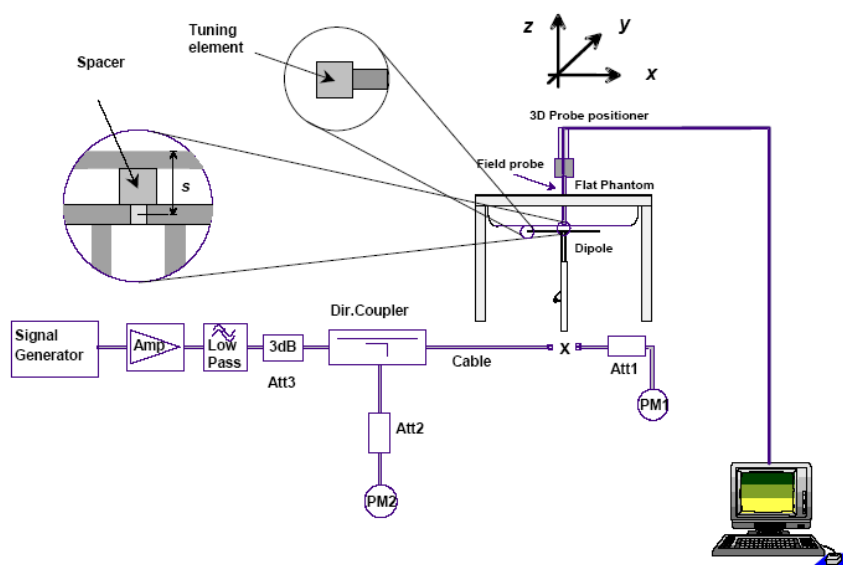 Tuning
element
Spacer
s
z
y
x
3D Probe positioner
Field probe
Flat Phantom
Dipole
Dir.Coupler
Signal
Generator
Amp
Low
Pass
3dB
Att3
Cable
X
Att1
PM1
Att2
PM2